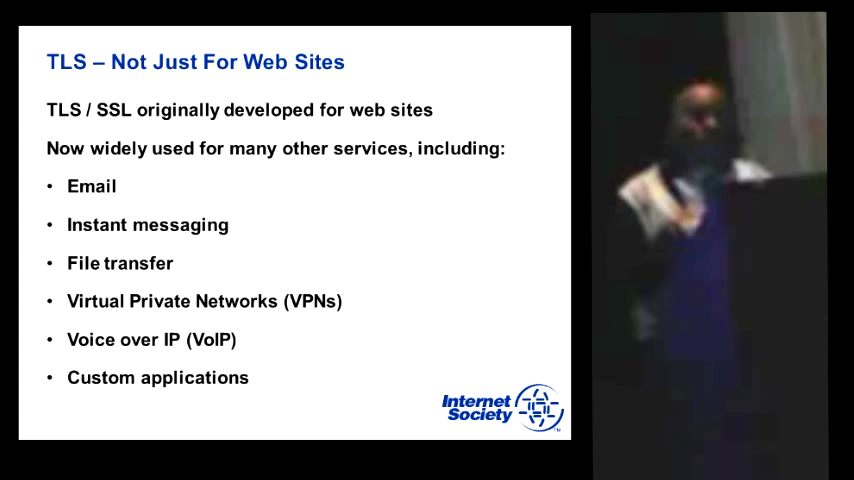 TLS – Not Just For Web Sites
TLS / SSL originally developed for web sites
Now widely used for many other services, including:
• Email
• Instant messaging
• File transfer
• Virtual Private Networks (VPNs)
• Voice over IP (VoIP)
• Custom applications
Internet
Society
TM